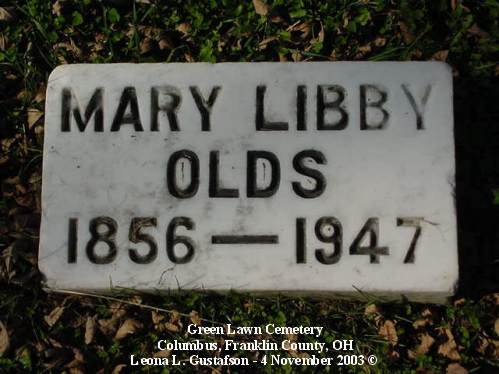 MARY LIBBY
OLDS
1856 — 1947
Green Lawn Cemetery
Columbus, Franklin County, OH
Leona L. Gustafson - 4 November 2003 ©